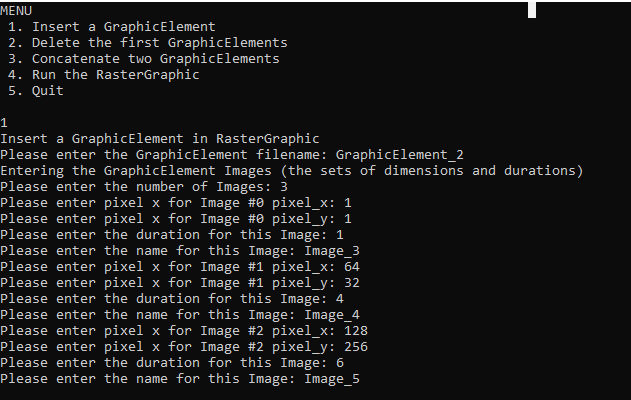 MENU
1. Insert a GraphicElement
2. Delete the first GraphicElements
3. Concatenate two GraphicElements
4. Run the RasterGraphic
5. Quit
1
Insert a GraphicElement in RasterGraphic
Please enter the GraphicElement filename: GraphicElement_2
Entering the GraphicElement Images (the sets of dimensions and durations)
Please enter the number of Images: 3
Please enter pixel x for Image #0 pixel_x: 1
Please enter pixel x for Image #0 pixel_y: 1
Please enter the duration for this Image: 1
Please enter the name for this Image: Image_3
Please enter pixel x for Image #1 pixel_x: 64
Please enter pixel x for Image #1 pixel_y: 32
Please enter the duration for this Image: 4
Please enter the name for this Image: Image_4
Please enter pixel x for Image #2 pixel_x: 128
Please enter pixel x for Image #2 pixel_y: 256
Please enter the duration for this Image: 6
Please enter the name for this Image: Image_5